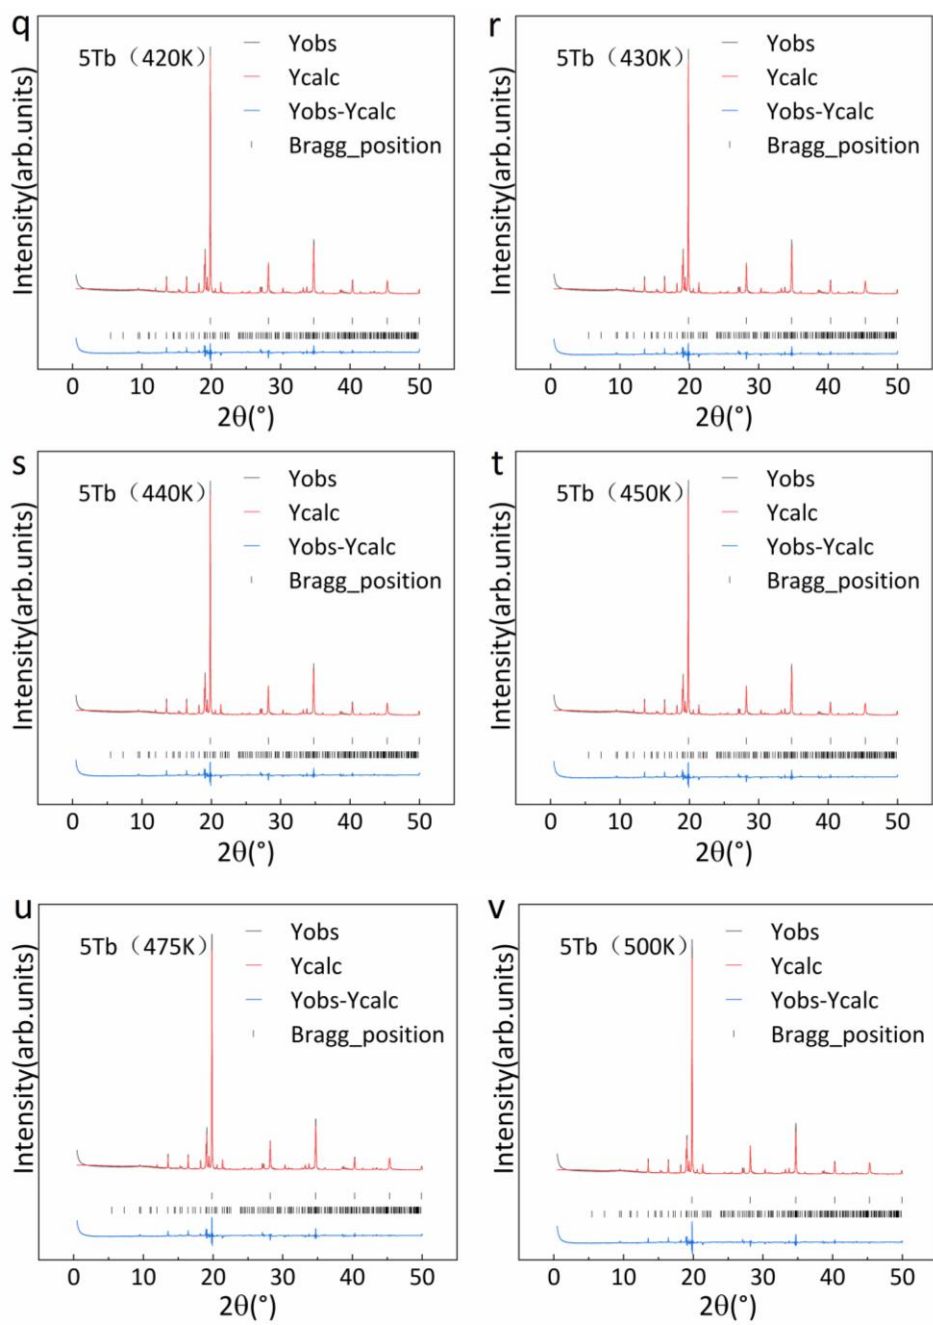 q
5Tb（420K）
Yobs
Ycalc
Yobs-Ycalc
Bragg_position
Intensity(arb.units)
0 10 20 30 40 50
2θ(°)
r
5Tb（430K）
Yobs
Ycalc
Yobs-Ycalc
Bragg_position
Intensity(arb.units)
0 10 20 30 40 50
2θ(°)
s
5Tb（440K）
Yobs
Ycalc
Yobs-Ycalc
Bragg_position
Intensity(arb.units)
0 10 20 30 40 50
2θ(°)
t
5Tb（450K）
Yobs
Ycalc
Yobs-Ycalc
Bragg_position
Intensity(arb.units)
0 10 20 30 40 50
2θ(°)
u
5Tb（475K）
Yobs
Ycalc
Yobs-Ycalc
Bragg_position
Intensity(arb.units)
0 10 20 30 40 50
2θ(°)
v
5Tb（500K）
Yobs
Ycalc
Yobs-Ycalc
Bragg_position
Intensity(arb.units)
0 10 20 30 40 50
2θ(°)